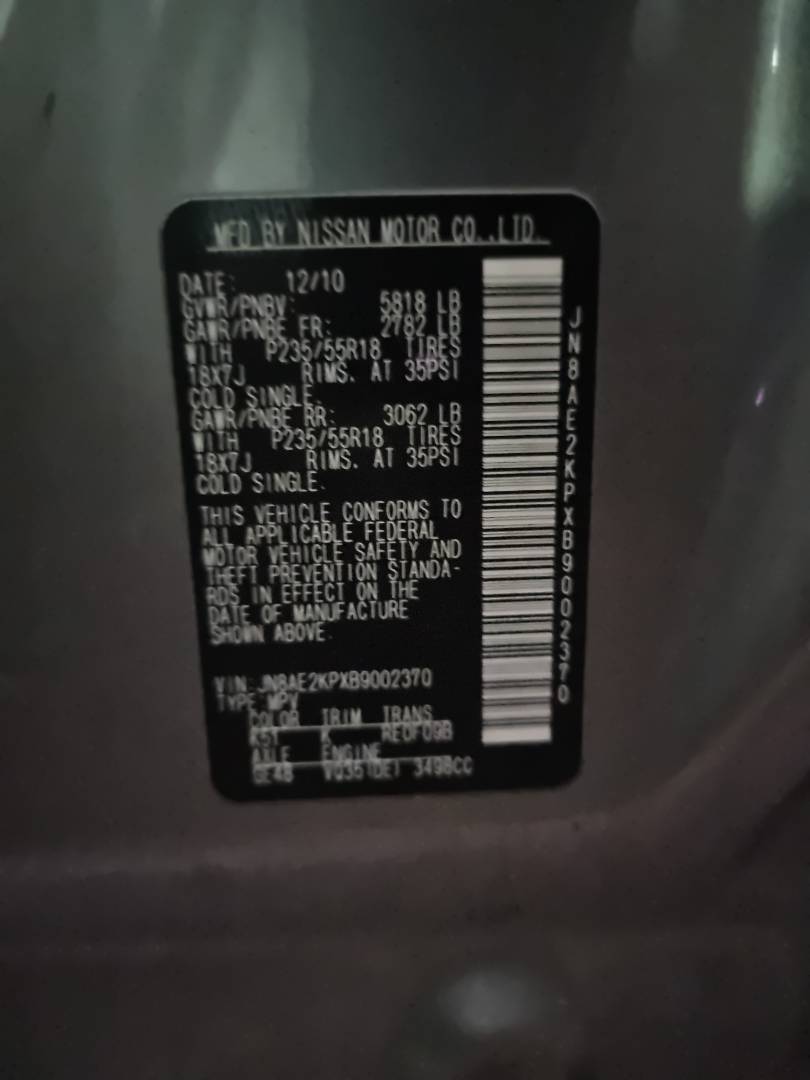 MFD BY NISSAN MOTOR CO.,LTD.
DATE: 12/10
GVWR/PNBV: 5818 LB
GAWR/PNBE FR: 2782 LB
WITH P235/55R18 TIRES
18X7J RIMS. AT 35PSI
COLD SINGLE.
GAWR/PNBE RR: 3062 LB
WITH P235/55R18 TIRES
18X7J RIMS. AT 35PSI
COLD SINGLE.
THIS VEHICLE CONFORMS TO
ALL APPLICABLE FEDERAL
MOTOR VEHICLE SAFETY AND
THEFT PREVENTION STANDA-
RDS IN EFFECT ON THE
DATE OF MANUFACTURE
SHOWN ABOVE.
VIN: JN8AE2KPXB9002370
TYPE: MPV
COLOR TRIM TRANS
K51 K RE0F09B
AXLE ENGINE
GE48 VQ35(DE) 3498CC
JN8AE2KPXB9002370